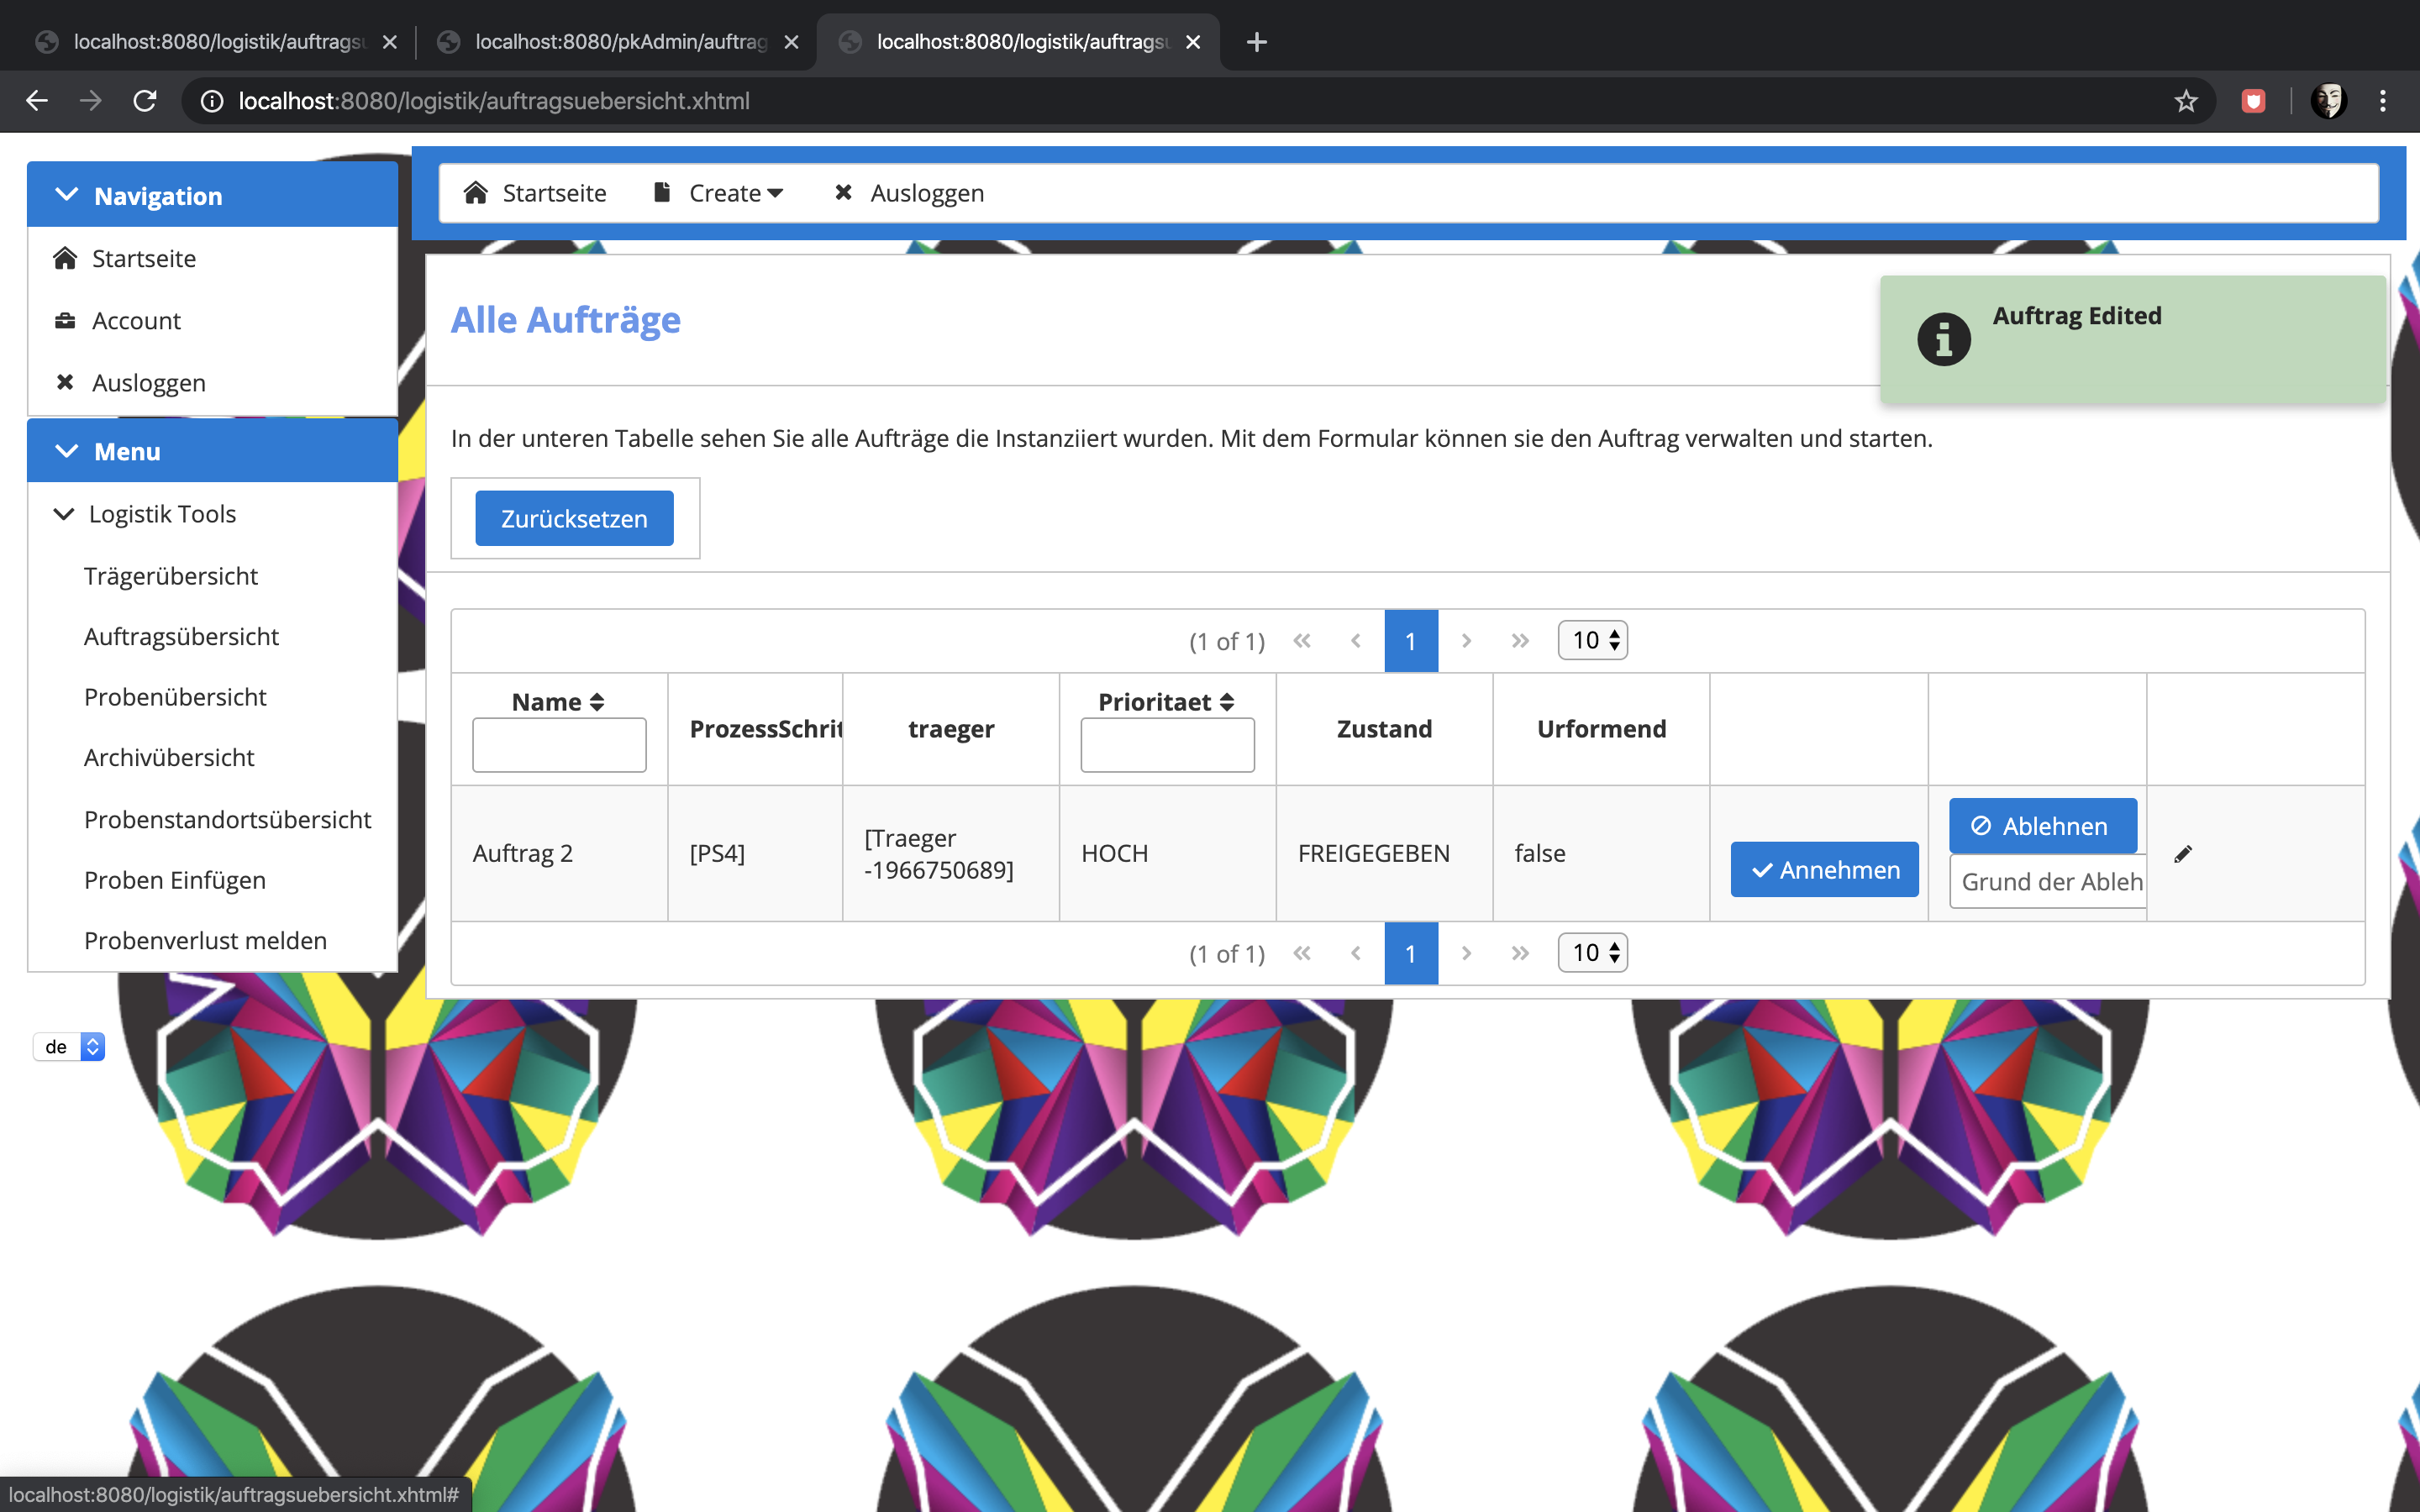 localhost:8080/logistik/auftragsu
localhost:8080/pkAdmin/auftrag
localhost:8080/logistik/auftragsu
localhost:8080/logistik/auftragsuebersicht.xhtml
Navigation
Startseite
Account
Ausloggen
Menu
Logistik Tools
Trägerübersicht
Auftragsübersicht
Probenübersicht
Archivübersicht
Probenstandortsübersicht
Proben Einfügen
Probenverlust melden
de
Startseite Create Ausloggen
Alle Aufträge
Auftrag Edited
In der unteren Tabelle sehen Sie alle Aufträge die Instanziiert wurden. Mit dem Formular können sie den Auftrag verwalten und starten.
Zurücksetzen
(1 of 1) 1 10
Name ProzessSchrit traeger Prioritaet Zustand Urformend
Auftrag 2 [PS4] [Traeger -1966750689] HOCH FREIGEGEBEN false Annehmen Ablehnen
Grund der Ableh
(1 of 1) 1 10
localhost:8080/logistik/auftragsuebersicht.xhtml#